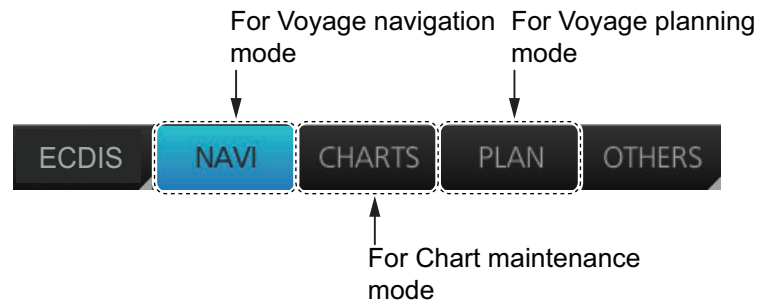 For Voyage navigation mode
For Voyage planning mode
ECDIS NAVI CHARTS PLAN OTHERS
For Chart maintenance mode